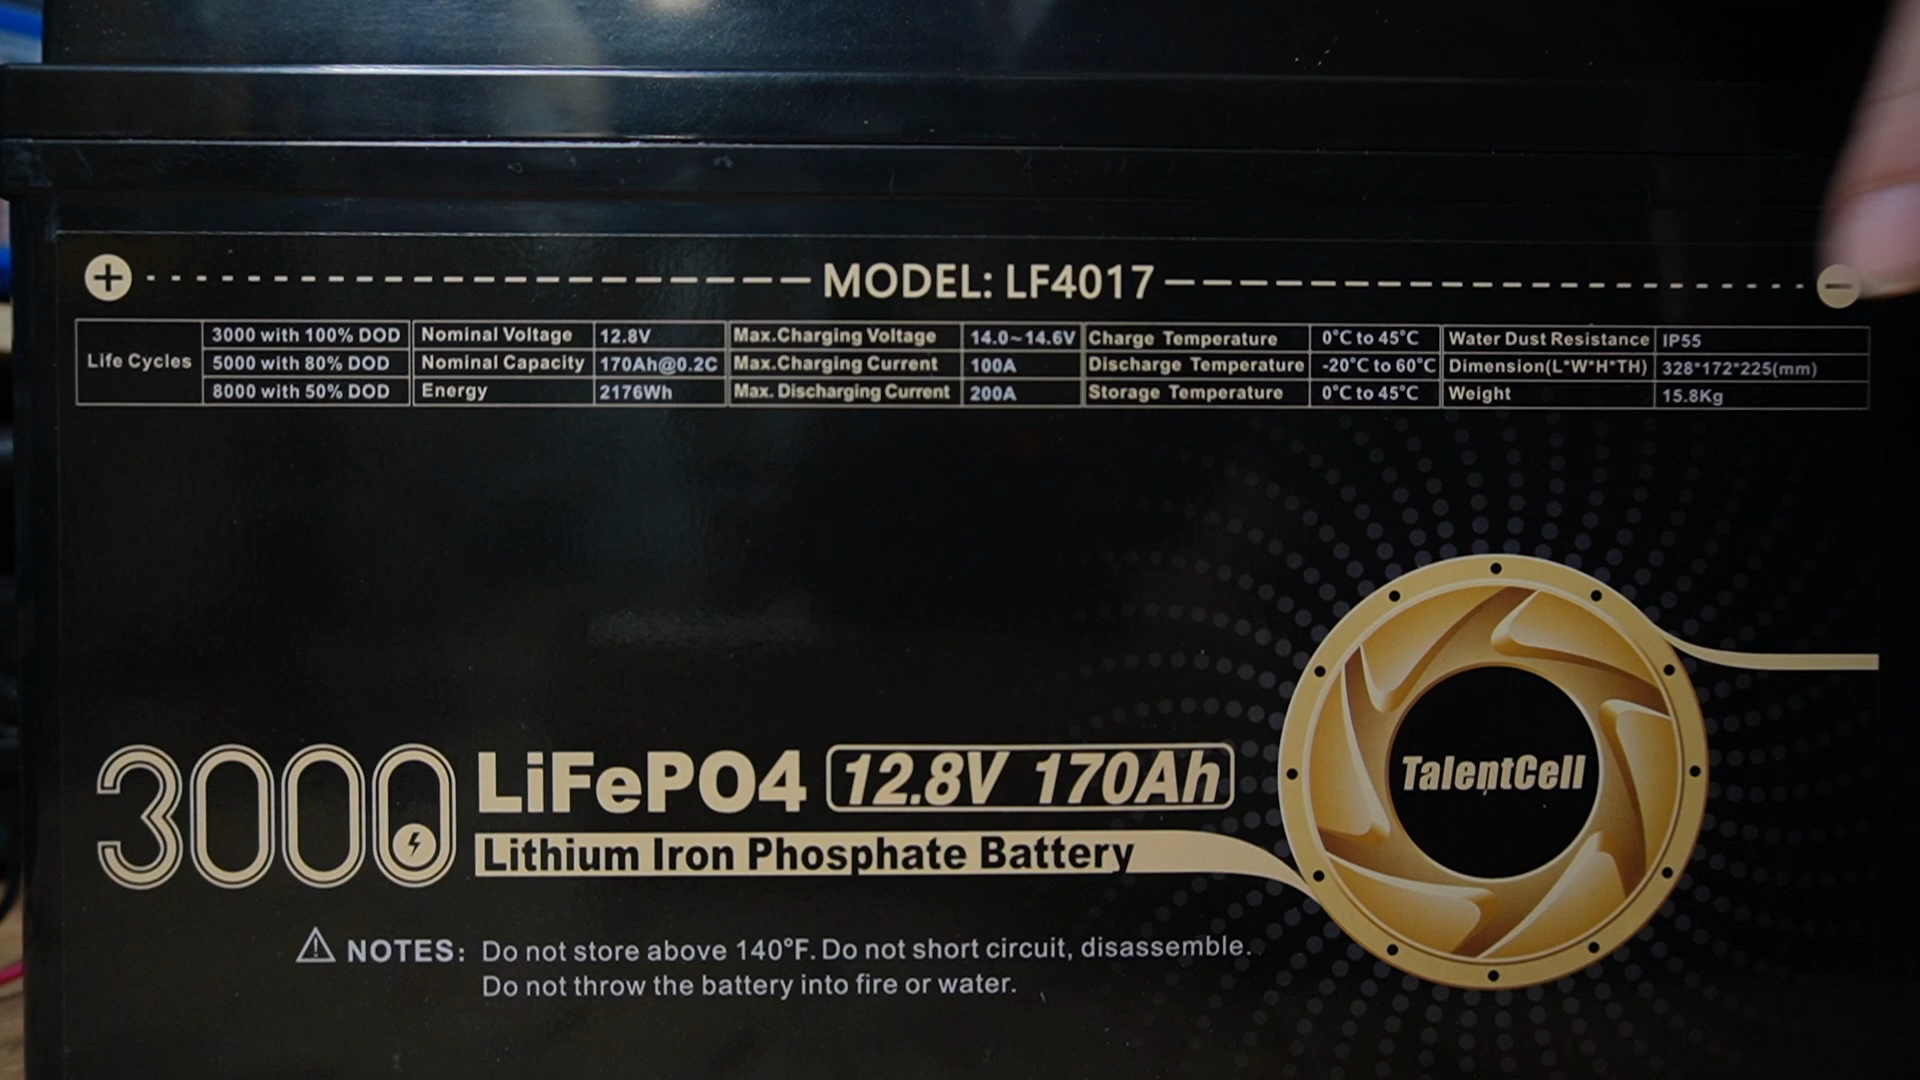 MODEL: LF4017
Life Cycles
3000 with 100% DOD
5000 with 80% DOD
8000 with 50% DOD
Nominal Voltage 12.8V
Nominal Capacity 170Ah@0.2C
Energy 2176Wh
Max.Charging Voltage 14.0~14.6V
Max.Charging Current 100A
Max. Discharging Current 200A
Charge Temperature 0°C to 45°C
Discharge Temperature -20°C to 60°C
Storage Temperature 0°C to 45°C
Water Dust Resistance IP55
Dimension(L*W*H*TH) 328*172*225(mm)
Weight 15.8Kg
3000 LiFePO4 12.8V 170Ah
Lithium Iron Phosphate Battery
TalentCell
NOTES: Do not store above 140°F. Do not short circuit, disassemble.
Do not throw the battery into fire or water.